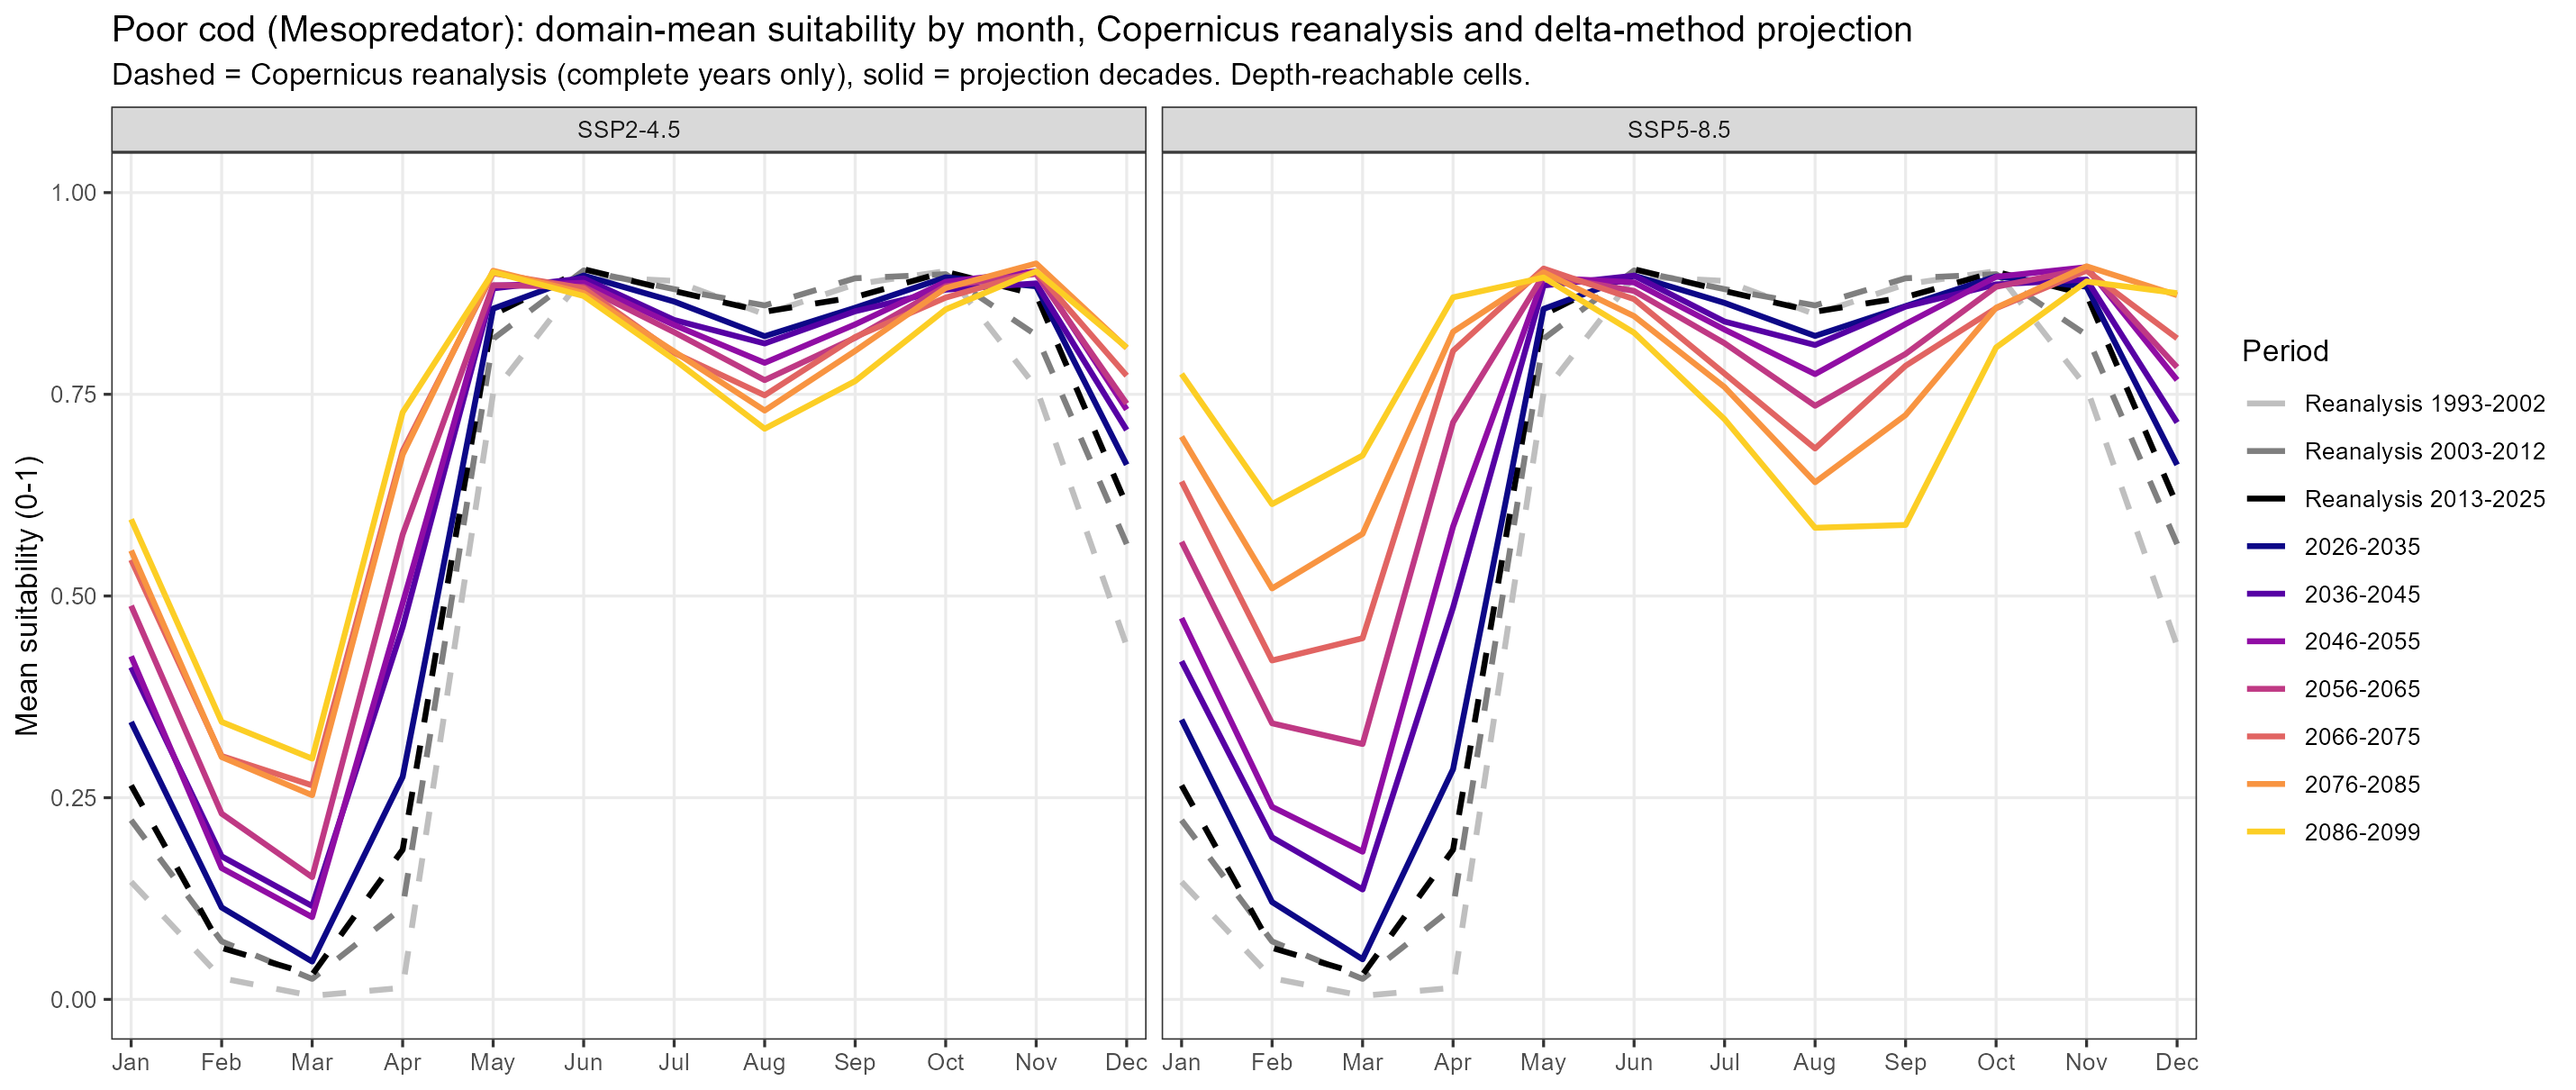 Poor cod (Mesopredator): domain-mean suitability by month, Copernicus reanalysis and delta-method projection
Dashed = Copernicus reanalysis (complete years only), solid = projection decades. Depth-reachable cells.
SSP2-4.5
SSP5-8.5
Mean suitability (0-1)
1.00
0.75
0.50
0.25
0.00
Jan Feb Mar Apr May Jun Jul Aug Sep Oct Nov Dec
Jan Feb Mar Apr May Jun Jul Aug Sep Oct Nov Dec
Period
Reanalysis 1993-2002
Reanalysis 2003-2012
Reanalysis 2013-2025
2026-2035
2036-2045
2046-2055
2056-2065
2066-2075
2076-2085
2086-2099